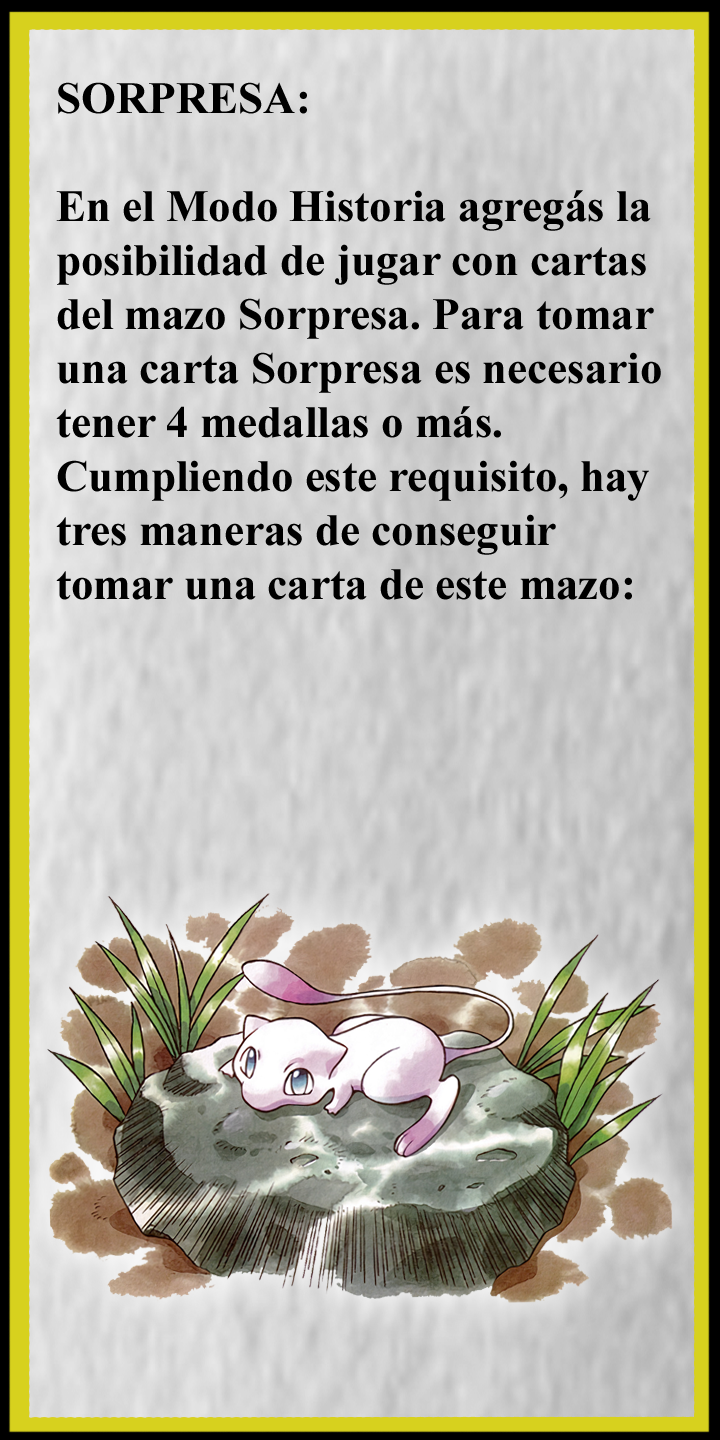 SORPRESA:
En el Modo Historia agregás la
posibilidad de jugar con cartas
del mazo Sorpresa. Para tomar
una carta Sorpresa es necesario
tener 4 medallas o más.
Cumpliendo este requisito, hay
tres maneras de conseguir
tomar una carta de este mazo: